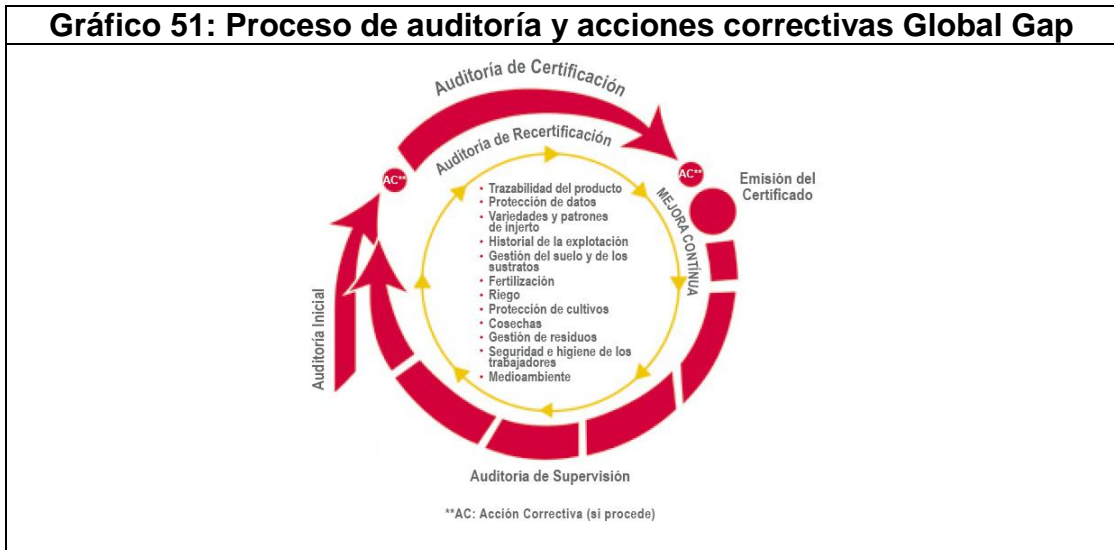 Gráfico 51: Proceso de auditoría y acciones correctivas Global Gap
Auditoría de Certificación
Auditoría de Recertificación
AC**
AC**
Emisión del
Certificado
MEJORA CONTÍNUA
• Trazabilidad del producto
• Protección de datos
• Variedades y patrones
de injerto
• Historial de la explotación
• Gestión del suelo y de los
sustratos
• Fertilización
• Riego
• Protección de cultivos
• Cosechas
• Gestión de residuos
• Seguridad e higiene de los
trabajadores
• Medioambiente
Auditoría Inicial
Auditoría de Supervisión
**AC: Acción Correctiva (si procede)